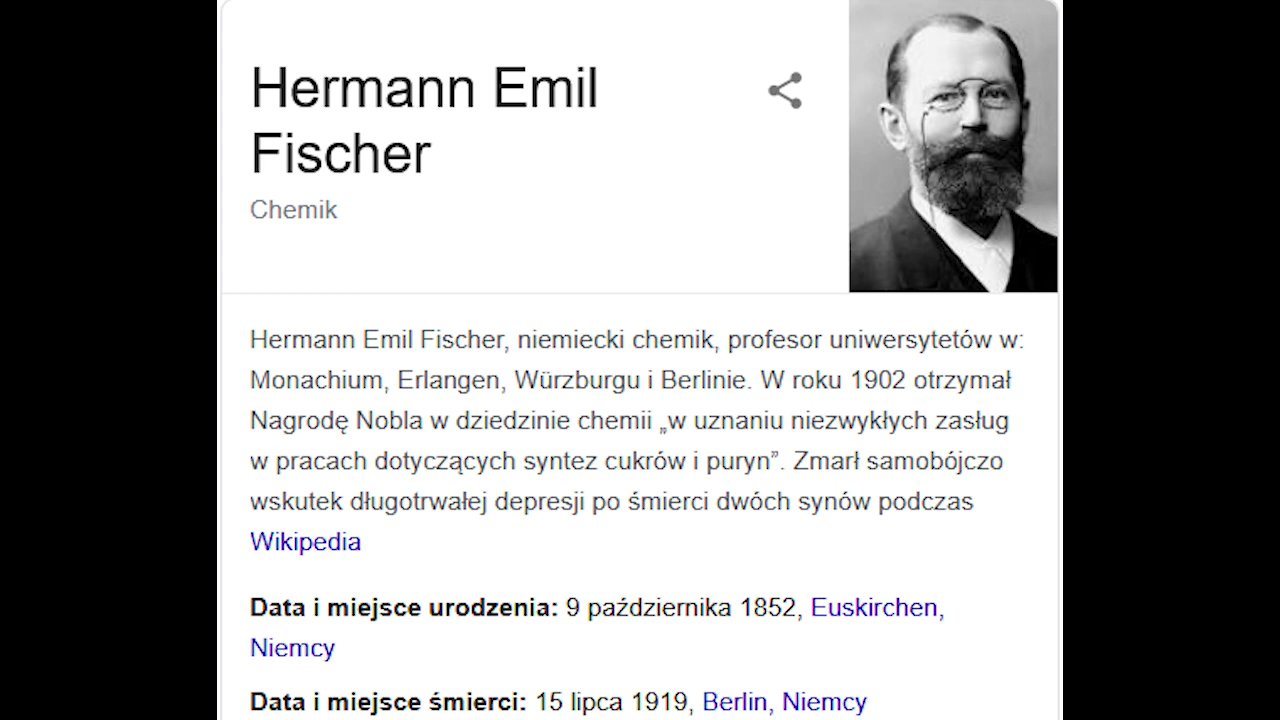 Hermann Emil
Fischer
Chemik
Hermann Emil Fischer, niemiecki chemik, profesor uniwersytetów w:
Monachium, Erlangen, Würzburgu i Berlinie. W roku 1902 otrzymał
Nagrodę Nobla w dziedzinie chemii „w uznaniu niezwykłych zasług
w pracach dotyczących syntez cukrów i puryn”. Zmarł samobójczo
wskutek długotrwałej depresji po śmierci dwóch synów podczas
Wikipedia
Data i miejsce urodzenia: 9 października 1852, Euskirchen,
Niemcy
Data i miejsce śmierci: 15 lipca 1919, Berlin, Niemcy